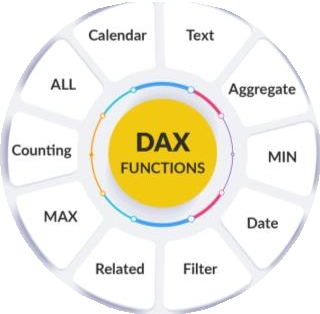 Calendar
Text
ALL
Aggregate
DAX
FUNCTIONS
Counting
MIN
MAX
Date
Related
Filter